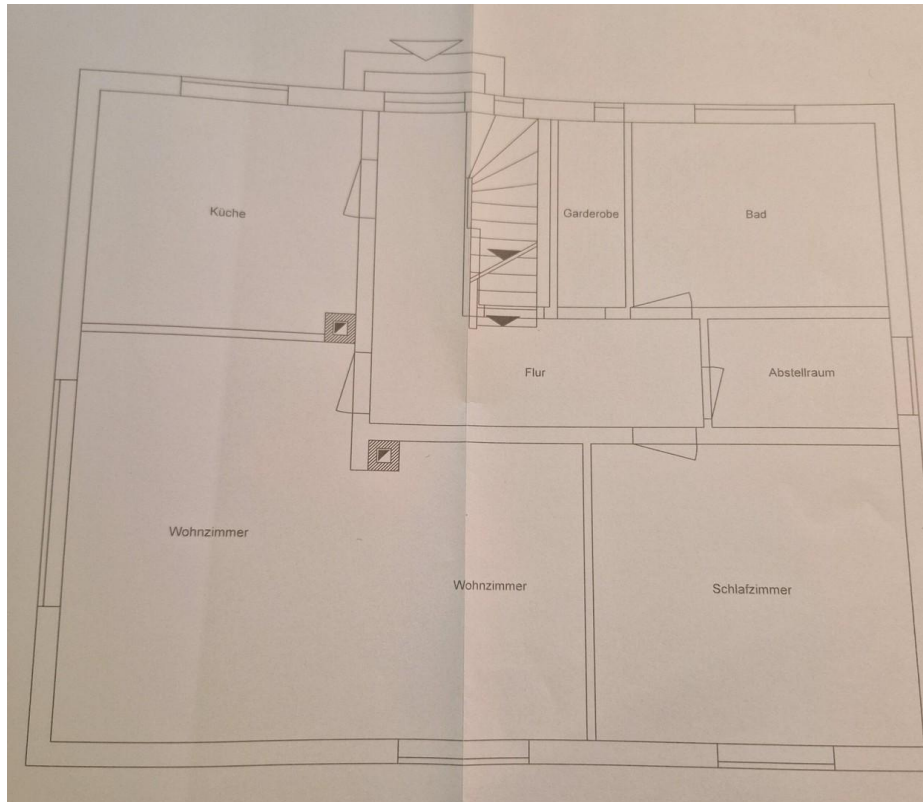 Küche
Garderobe
Bad
Flur
Abstellraum
Wohnzimmer
Wohnzimmer
Schlafzimmer